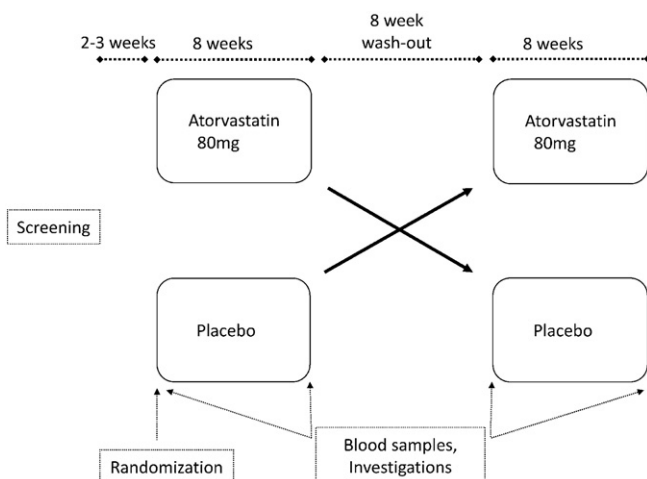 2-3 weeks
8 weeks
8 week
wash-out
8 weeks
Atorvastatin
80mg
Atorvastatin
80mg
Screening
Placebo
Placebo
Randomization
Blood samples,
Investigations